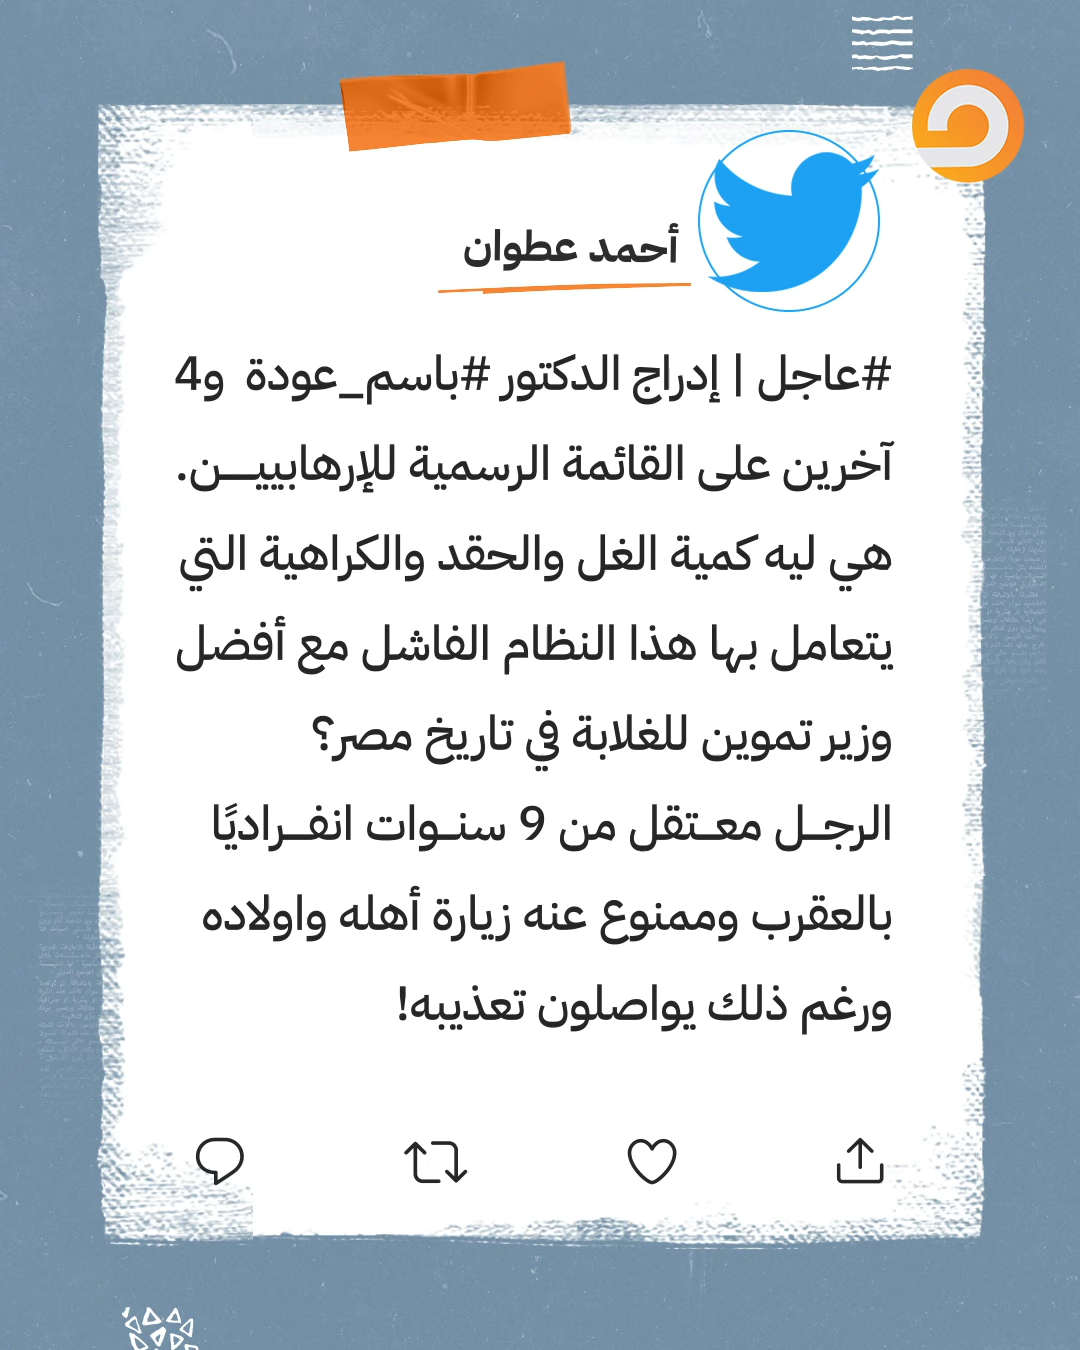 أحمد عطوان
#عاجل | إدراج الدكتور #باسم_عودة و4
آخرين على القائمة الرسمية للإرهابييـــن.
هي ليه كمية الغل والحقد والكراهية التي
يتعامل بها هذا النظام الفاشل مع أفضل
وزير تموين للغلابة في تاريخ مصر؟
الرجـل معـتقل من 9 سنـوات انفـراديًا
بالعقرب وممنوع عنه زيارة أهله واولاده
ورغم ذلك يواصلون تعذيبه!